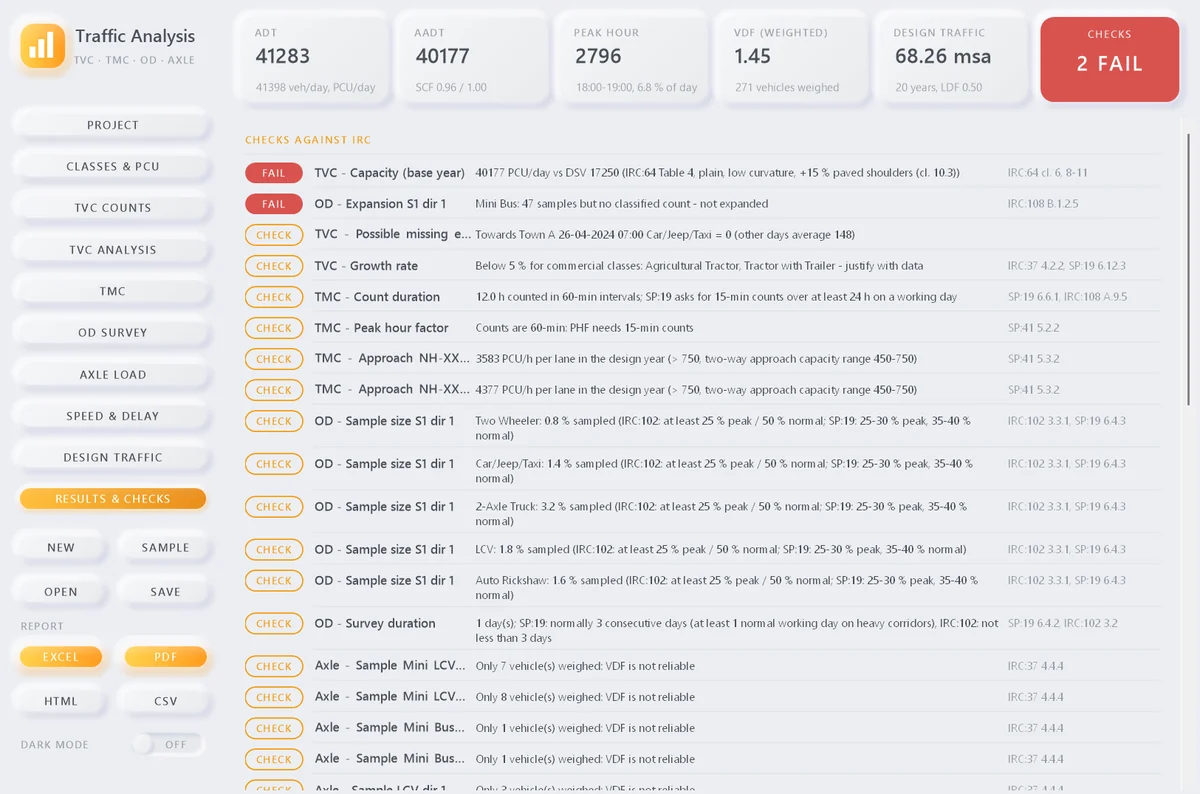 Traffic Analysis
TVC · TMC · OD · AXLE
ADT
41283
41398 veh/day, PCU/day
AADT
40177
SCF 0.96 / 1.00
PEAK HOUR
2796
18:00-19:00, 6.8 % of day
VDF (WEIGHTED)
1.45
271 vehicles weighed
DESIGN TRAFFIC
68.26 msa
20 years, LDF 0.50
CHECKS
2 FAIL
PROJECT
CLASSES & PCU
TVC COUNTS
TVC ANALYSIS
TMC
OD SURVEY
AXLE LOAD
SPEED & DELAY
DESIGN TRAFFIC
RESULTS & CHECKS
NEW SAMPLE
OPEN SAVE
REPORT
EXCEL PDF
HTML CSV
DARK MODE OFF
CHECKS AGAINST IRC
FAIL TVC - Capacity (base year) 40177 PCU/day vs DSV 17250 (IRC:64 Table 4, plain, low curvature, +15 % paved shoulders (cl. 10.3)) IRC:64 cl. 6, 8-11
FAIL OD - Expansion S1 dir 1 Mini Bus: 47 samples but no classified count - not expanded IRC:108 B.1.2.5
CHECK TVC - Possible missing e... Towards Town A 26-04-2024 07:00 Car/Jeep/Taxi = 0 (other days average 148)
CHECK TVC - Growth rate Below 5 % for commercial classes: Agricultural Tractor, Tractor with Trailer - justify with data IRC:37 4.2.2, SP:19 6.12.3
CHECK TMC - Count duration 12.0 h counted in 60-min intervals; SP:19 asks for 15-min counts over at least 24 h on a working day SP:19 6.6.1, IRC:108 A.9.5
CHECK TMC - Peak hour factor Counts are 60-min: PHF needs 15-min counts SP:41 5.2.2
CHECK TMC - Approach NH-XX... 3583 PCU/h per lane in the design year (> 750, two-way approach capacity range 450-750) SP:41 5.3.2
CHECK TMC - Approach NH-XX... 4377 PCU/h per lane in the design year (> 750, two-way approach capacity range 450-750) SP:41 5.3.2
CHECK OD - Sample size S1 dir 1 Two Wheeler: 0.8 % sampled (IRC:102: at least 25 % peak / 50 % normal; SP:19: 25-30 % peak, 35-40 % IRC:102 3.3.1, SP:19 6.4.3
normal)
CHECK OD - Sample size S1 dir 1 Car/Jeep/Taxi: 1.4 % sampled (IRC:102: at least 25 % peak / 50 % normal; SP:19: 25-30 % peak, 35-40 % IRC:102 3.3.1, SP:19 6.4.3
normal)
CHECK OD - Sample size S1 dir 1 2-Axle Truck: 3.2 % sampled (IRC:102: at least 25 % peak / 50 % normal; SP:19: 25-30 % peak, 35-40 % IRC:102 3.3.1, SP:19 6.4.3
normal)
CHECK OD - Sample size S1 dir 1 LCV: 1.8 % sampled (IRC:102: at least 25 % peak / 50 % normal; SP:19: 25-30 % peak, 35-40 % normal) IRC:102 3.3.1, SP:19 6.4.3
CHECK OD - Sample size S1 dir 1 Auto Rickshaw: 1.6 % sampled (IRC:102: at least 25 % peak / 50 % normal; SP:19: 25-30 % peak, 35-40 % IRC:102 3.3.1, SP:19 6.4.3
normal)
CHECK OD - Survey duration 1 day(s); SP:19: normally 3 consecutive days (at least 1 normal working day on heavy corridors), IRC:102: not SP:19 6.4.2, IRC:102 3.2
less than 3 days
CHECK Axle - Sample Mini LCV... Only 7 vehicle(s) weighed: VDF is not reliable IRC:37 4.4.4
CHECK Axle - Sample Mini LCV... Only 8 vehicle(s) weighed: VDF is not reliable IRC:37 4.4.4
CHECK Axle - Sample Mini Bus... Only 1 vehicle(s) weighed: VDF is not reliable IRC:37 4.4.4
CHECK Axle - Sample Mini Bus... Only 1 vehicle(s) weighed: VDF is not reliable IRC:37 4.4.4
CHECK Axle - Sample LCV dir 1 Only 3 vehicle(s) weighed: VDF is not reliable IRC:37 4.4.4